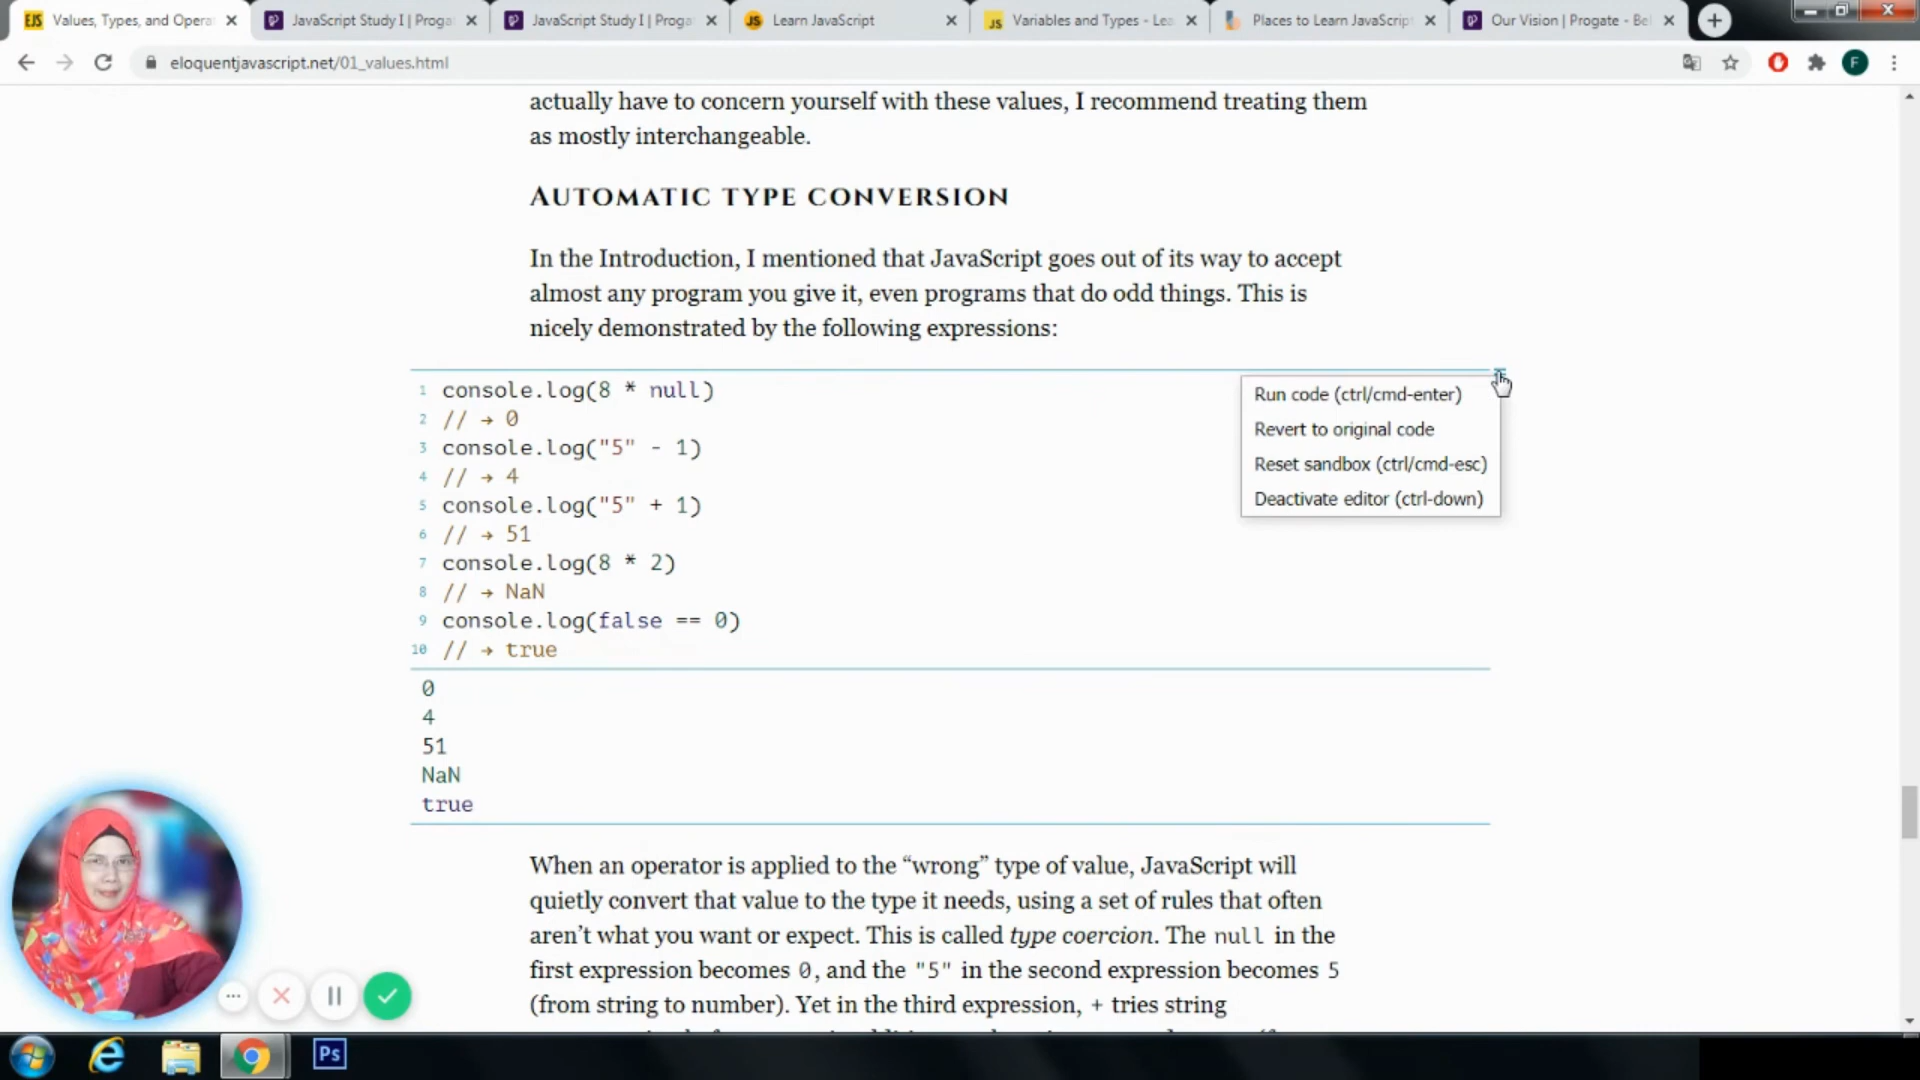 EJS Values, Types, and Opera
JavaScript Study I | Proga
JavaScript Study I | Proga
JS Learn JavaScript
JS Variables and Types - Lea
Places to Learn JavaScript
Our Vision | Progate - Be
eloquentjavascript.net/01_values.html
F
actually have to concern yourself with these values, I recommend treating them
as mostly interchangeable.
AUTOMATIC TYPE CONVERSION
In the Introduction, I mentioned that JavaScript goes out of its way to accept
almost any program you give it, even programs that do odd things. This is
nicely demonstrated by the following expressions:
1 console.log(8 * null)
2 // → 0
3 console.log("5" - 1)
4 // → 4
5 console.log("5" + 1)
6 // → 51
7 console.log(8 * 2)
8 // → NaN
9 console.log(false == 0)
10 // → true
Run code (ctrl/cmd-enter)
Revert to original code
Reset sandbox (ctrl/cmd-esc)
Deactivate editor (ctrl-down)
0
4
51
NaN
true
When an operator is applied to the “wrong” type of value, JavaScript will
quietly convert that value to the type it needs, using a set of rules that often
aren’t what you want or expect. This is called type coercion. The null in the
first expression becomes 0, and the "5" in the second expression becomes 5
(from string to number). Yet in the third expression, + tries string
Ps